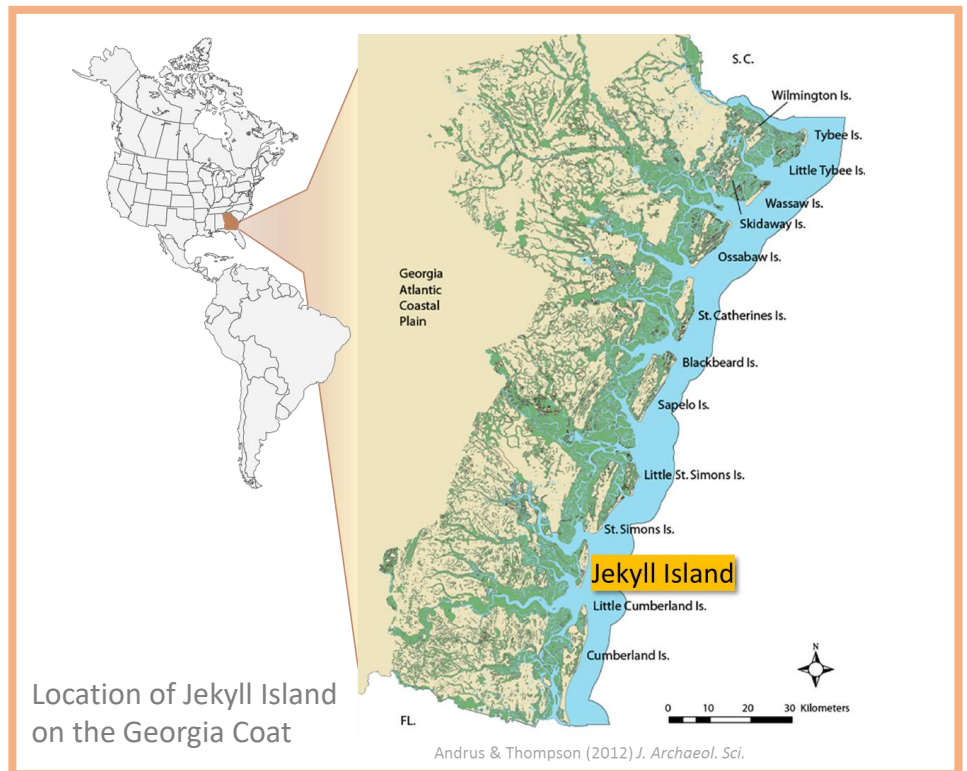 S. C.
Wilmington Is.
Tybee Is.
Little Tybee Is.
Wassaw Is.
Skidaway Is.
Ossabaw Is.
Georgia
Atlantic
Coastal
Plain
St. Catherines Is.
Blackbeard Is.
Sapelo Is.
Little St. Simons Is.
St. Simons Is.
Jekyll Island
Little Cumberland Is.
Cumberland Is.
N
Location of Jekyll Island
on the Georgia Coat
FL.
0 10 20 30 Kilometers
Andrus & Thompson (2012) J. Archaeol. Sci.